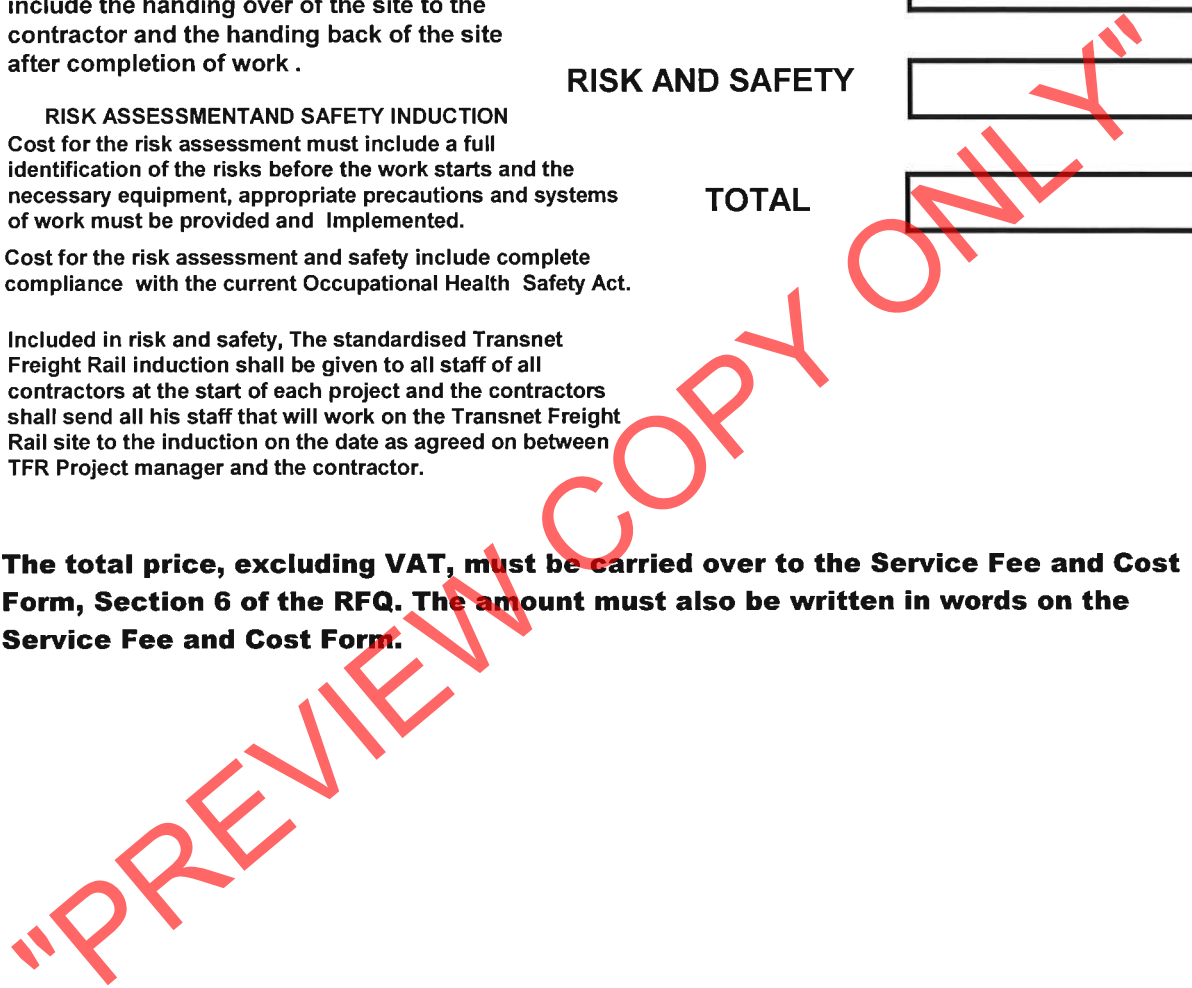 include the handing over of the site to the
contractor and the handing back of the site
after completion of work .
RISK AND SAFETY
RISK ASSESSMENTAND SAFETY INDUCTION
Cost for the risk assessment must include a full
identification of the risks before the work starts and the
necessary equipment, appropriate precautions and systems
of work must be provided and Implemented.
TOTAL
Cost for the risk assessment and safety include complete
compliance with the current Occupational Health Safety Act.
Included in risk and safety, The standardised Transnet
Freight Rail induction shall be given to all staff of all
contractors at the start of each project and the contractors
shall send all his staff that will work on the Transnet Freight
Rail site to the induction on the date as agreed on between
TFR Project manager and the contractor.
The total price, excluding VAT, must be carried over to the Service Fee and Cost
Form, Section 6 of the RFQ. The amount must also be written in words on the
Service Fee and Cost Form.
"PREVIEW COPY ONLY"